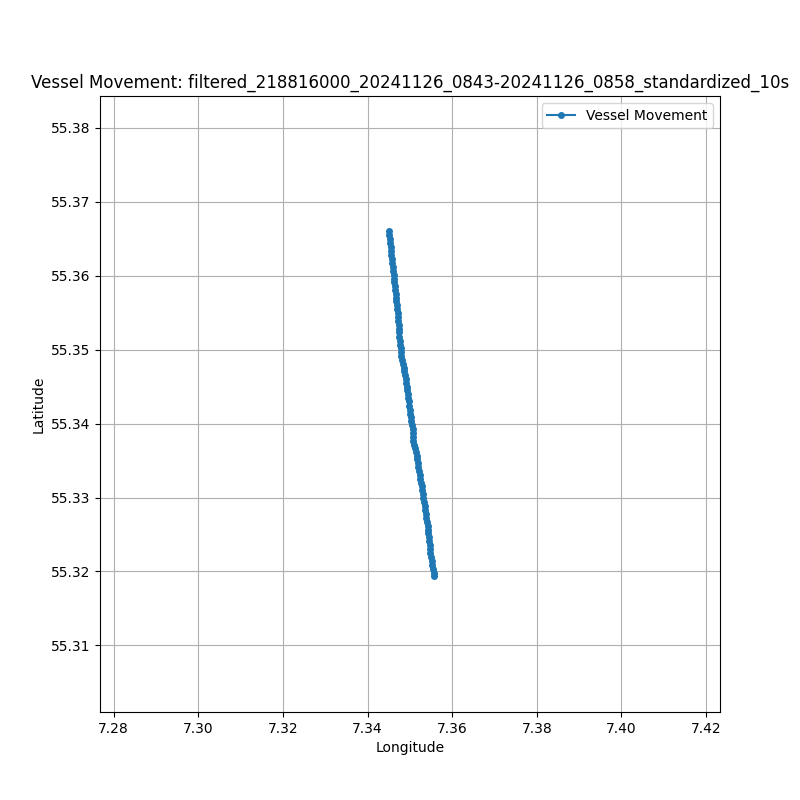 Vessel Movement: filtered_218816000_20241126_0843-20241126_0858_standardized_10s
Vessel Movement
55.38
55.37
55.36
55.35
55.34
55.33
55.32
55.31
Latitude
7.28 7.30 7.32 7.34 7.36 7.38 7.40 7.42
Longitude